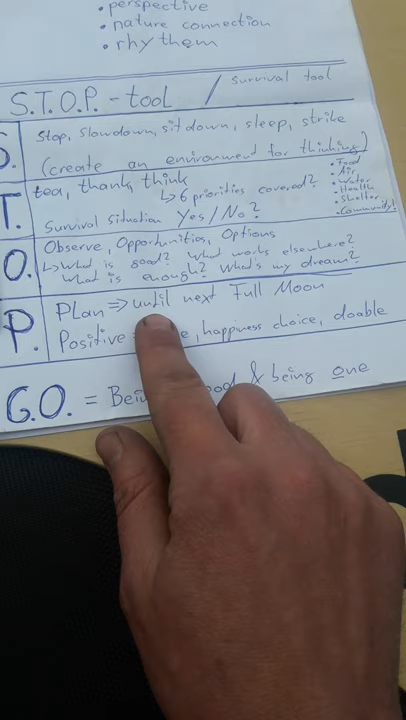 • perspective
• nature connection
• rhythem
S.T.O.P. - tool / survival tool
S. Stop, Slowdown, sit down, sleep, strike
(create an environment for thinking)
T. tea, thank, think
↳ 6 priorities covered?
• Food
• Air
• Water
• Health
• Shelter
• Community!
Survival Situation Yes/No?
O. Observe, Opportunities, Options
↳ What is good? What works elsewhere?
What is enough? What's my dream?
P. Plan ⇒ until next Full Moon
Positive, happiness choice, doable
G.O. = & being one